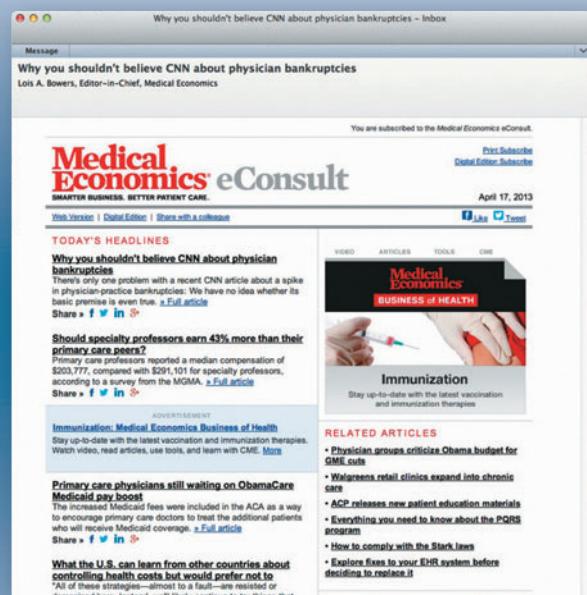 Why you shouldn't believe CNN about physician bankruptcies – Inbox
Message
Why you shouldn't believe CNN about physician bankruptcies
Lois A. Bowers, Editor-in-Chief, Medical Economics
You are subscribed to the Medical Economics eConsult.
Medical
Economics eConsult
SMARTER BUSINESS. BETTER PATIENT CARE.
Print Subscribe
Digital Edition Subscribe
April 17, 2013
Web Version | Digital Edition | Share with a colleague
Like Tweet
TODAY'S HEADLINES
Why you shouldn't believe CNN about physician
bankruptcies
There's only one problem with a recent CNN article about a spike
in physician-practice bankruptcies: We have no idea whether its
basic premise is even true. » Full article
Share »
Should specialty professors earn 43% more than their
primary care peers?
Primary care professors reported a median compensation of
$203,777, compared with $291,101 for specialty professors,
according to a survey from the MGMA. » Full article
Share »
ADVERTISEMENT
Immunization: Medical Economics Business of Health
Stay up-to-date with the latest vaccination and immunization therapies.
Watch video, read articles, use tools, and learn with CME. More
Primary care physicians still waiting on ObamaCare
Medicaid pay boost
The increased Medicaid fees were included in the ACA as a way
to encourage primary care doctors to treat the additional patients
who will receive Medicaid coverage. » Full article
Share »
What the U.S. can learn from other countries about
controlling health costs but would prefer not to
"All of these strategies—almost to a fault—are resisted or
VIDEO ARTICLES TOOLS CME
Medical
Economics
BUSINESS of HEALTH
Immunization
Stay up-to-date with the latest vaccination
and immunization therapies
RELATED ARTICLES
• Physician groups criticize Obama budget for
GME cuts
• Walgreens retail clinics expand into chronic
care
• ACP releases new patient education materials
• Everything you need to know about the PQRS
program
• How to comply with the Stark laws
• Explore fixes to your EHR system before
deciding to replace it